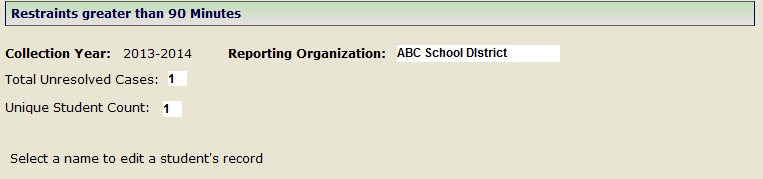 Restraints greater than 90 Minutes
Collection Year: 2013-2014 Reporting Organization: ABC School DIstrict
Total Unresolved Cases: 1
Unique Student Count: 1
Select a name to edit a student's record